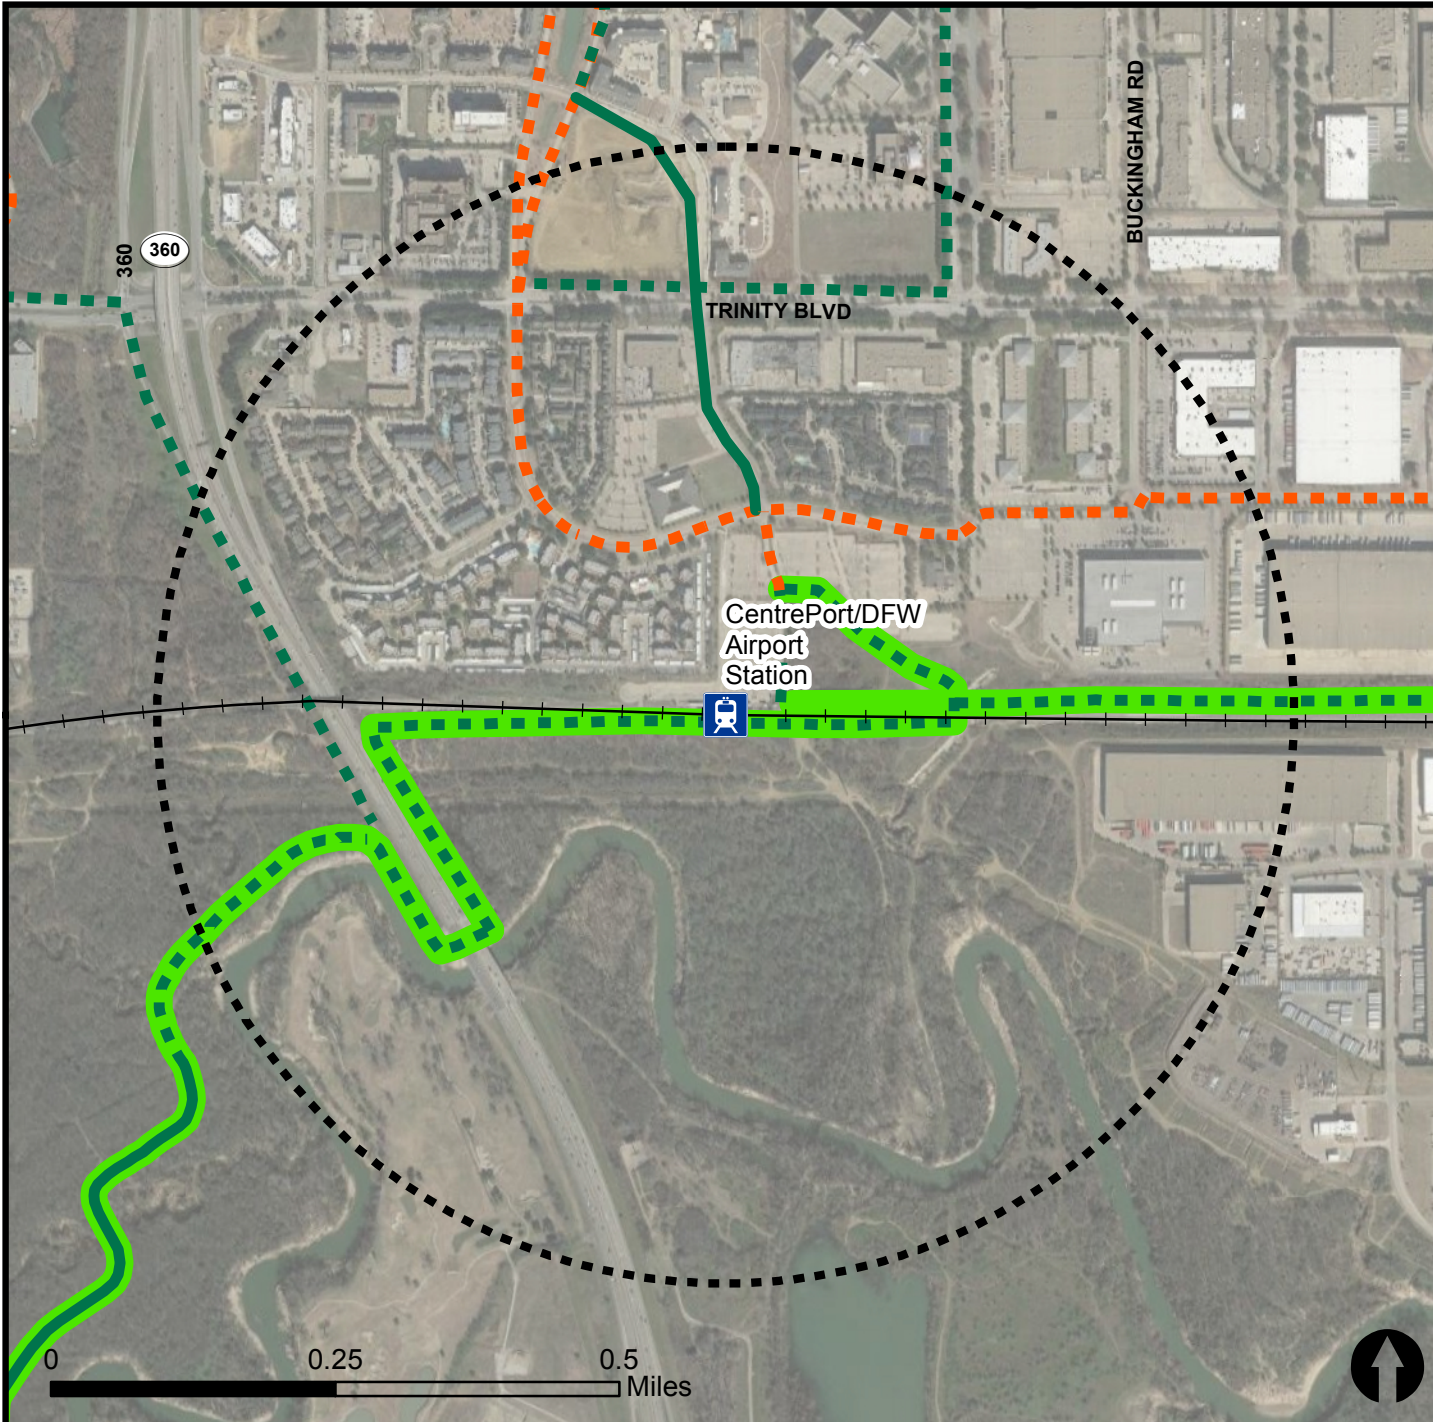 BUCKINGHAM RD
360
360
TRINITY BLVD
CentrePort/DFW
Airport
Station
0
0.25
0.5
Miles